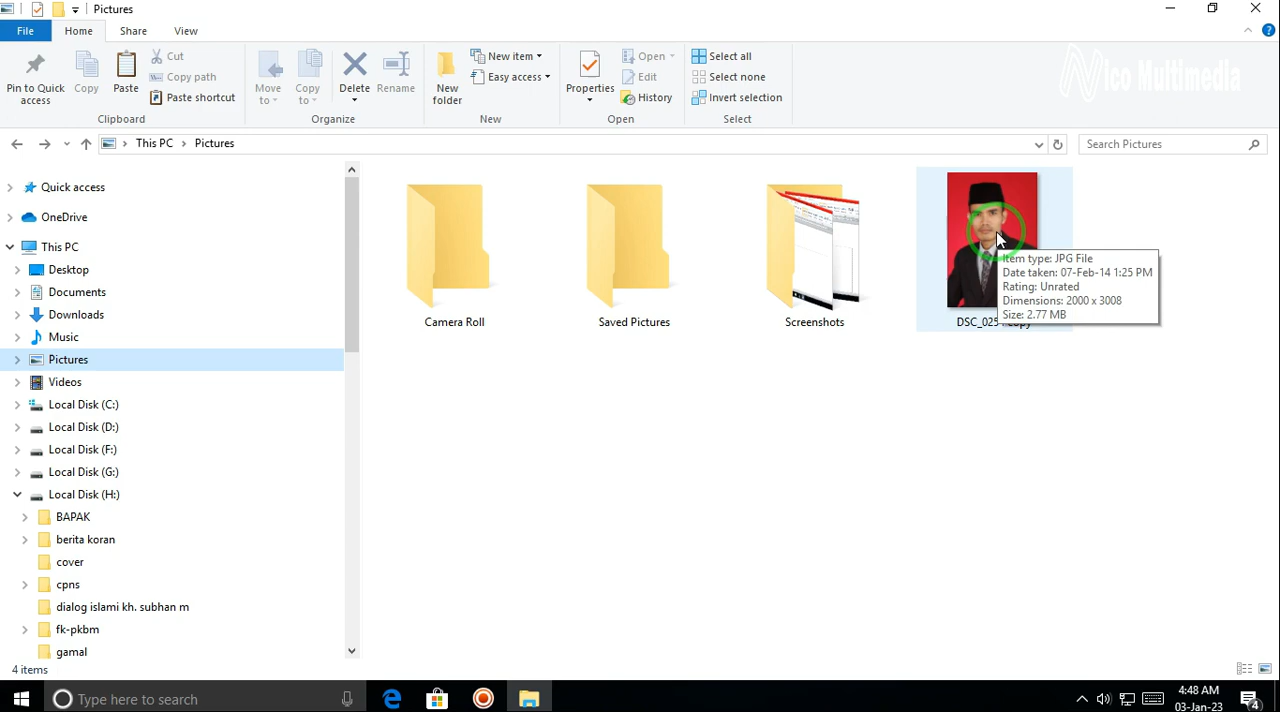 Pictures
File
Home
Share
View
Nico Multimedia
Pin to Quick access
Copy
Paste
Cut
Copy path
Paste shortcut
Clipboard
Move to
Copy to
Delete
Rename
Organize
New folder
New item
Easy access
New
Properties
Open
Edit
History
Open
Select all
Select none
Invert selection
Select
This PC
Pictures
Search Pictures
Quick access
OneDrive
This PC
Desktop
Documents
Downloads
Music
Pictures
Videos
Local Disk (C:)
Local Disk (D:)
Local Disk (F:)
Local Disk (G:)
Local Disk (H:)
BAPAK
berita koran
cover
cpns
dialog islami kh. subhan m
fk-pkbm
gamal
Camera Roll
Saved Pictures
Screenshots
Item type: JPG File
Date taken: 07-Feb-14 1:25 PM
Rating: Unrated
Dimensions: 2000 x 3008
Size: 2.77 MB
4 items
Type here to search
4:48 AM
03-Jan-23
4